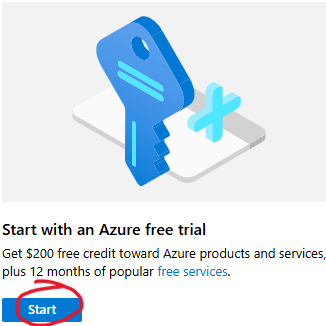 Start with an Azure free trial
Get $200 free credit toward Azure products and services,
plus 12 months of popular free services.
Start